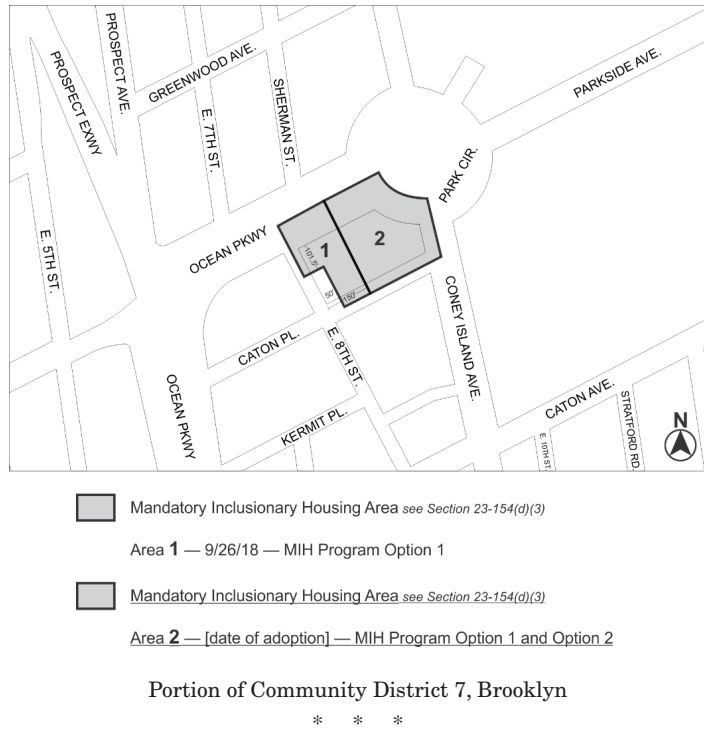 PROSPECT EXWY
PROSPECT AVE.
GREENWOOD AVE.
E. 7TH ST.
SHERMAN ST.
PARKSIDE AVE.
PARK CIR.
E. 5TH ST.
OCEAN PKWY
1
2
101.5'
50'
150'
CATON PL.
E. 8TH ST.
CONEY ISLAND AVE.
OCEAN PKWY
KERMIT PL.
CATON AVE.
E. 10TH ST.
STRATFORD RD.
N
Mandatory Inclusionary Housing Area see Section 23-154(d)(3)
Area 1 — 9/26/18 — MIH Program Option 1
Mandatory Inclusionary Housing Area see Section 23-154(d)(3)
Area 2 — [date of adoption] — MIH Program Option 1 and Option 2
Portion of Community District 7, Brooklyn
* * *